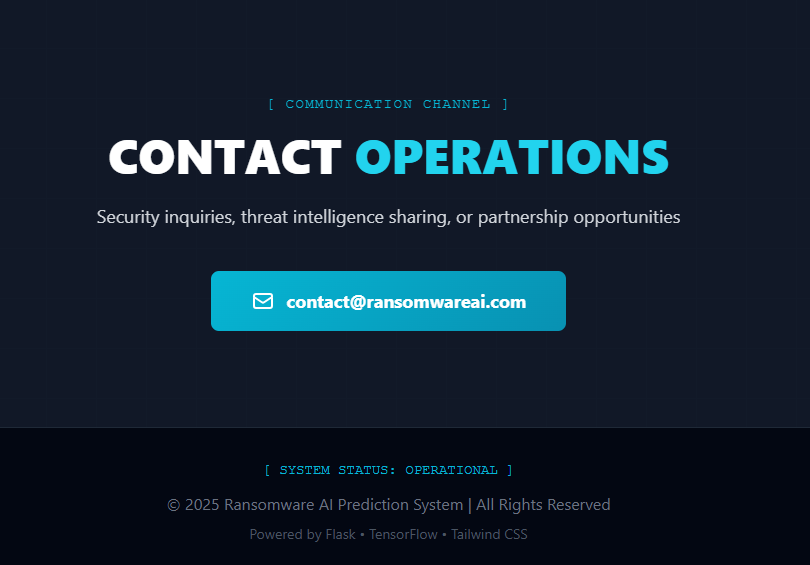 [ COMMUNICATION CHANNEL ]
CONTACT OPERATIONS
Security inquiries, threat intelligence sharing, or partnership opportunities
contact@ransomwareai.com
[ SYSTEM STATUS: OPERATIONAL ]
© 2025 Ransomware AI Prediction System | All Rights Reserved
Powered by Flask • TensorFlow • Tailwind CSS